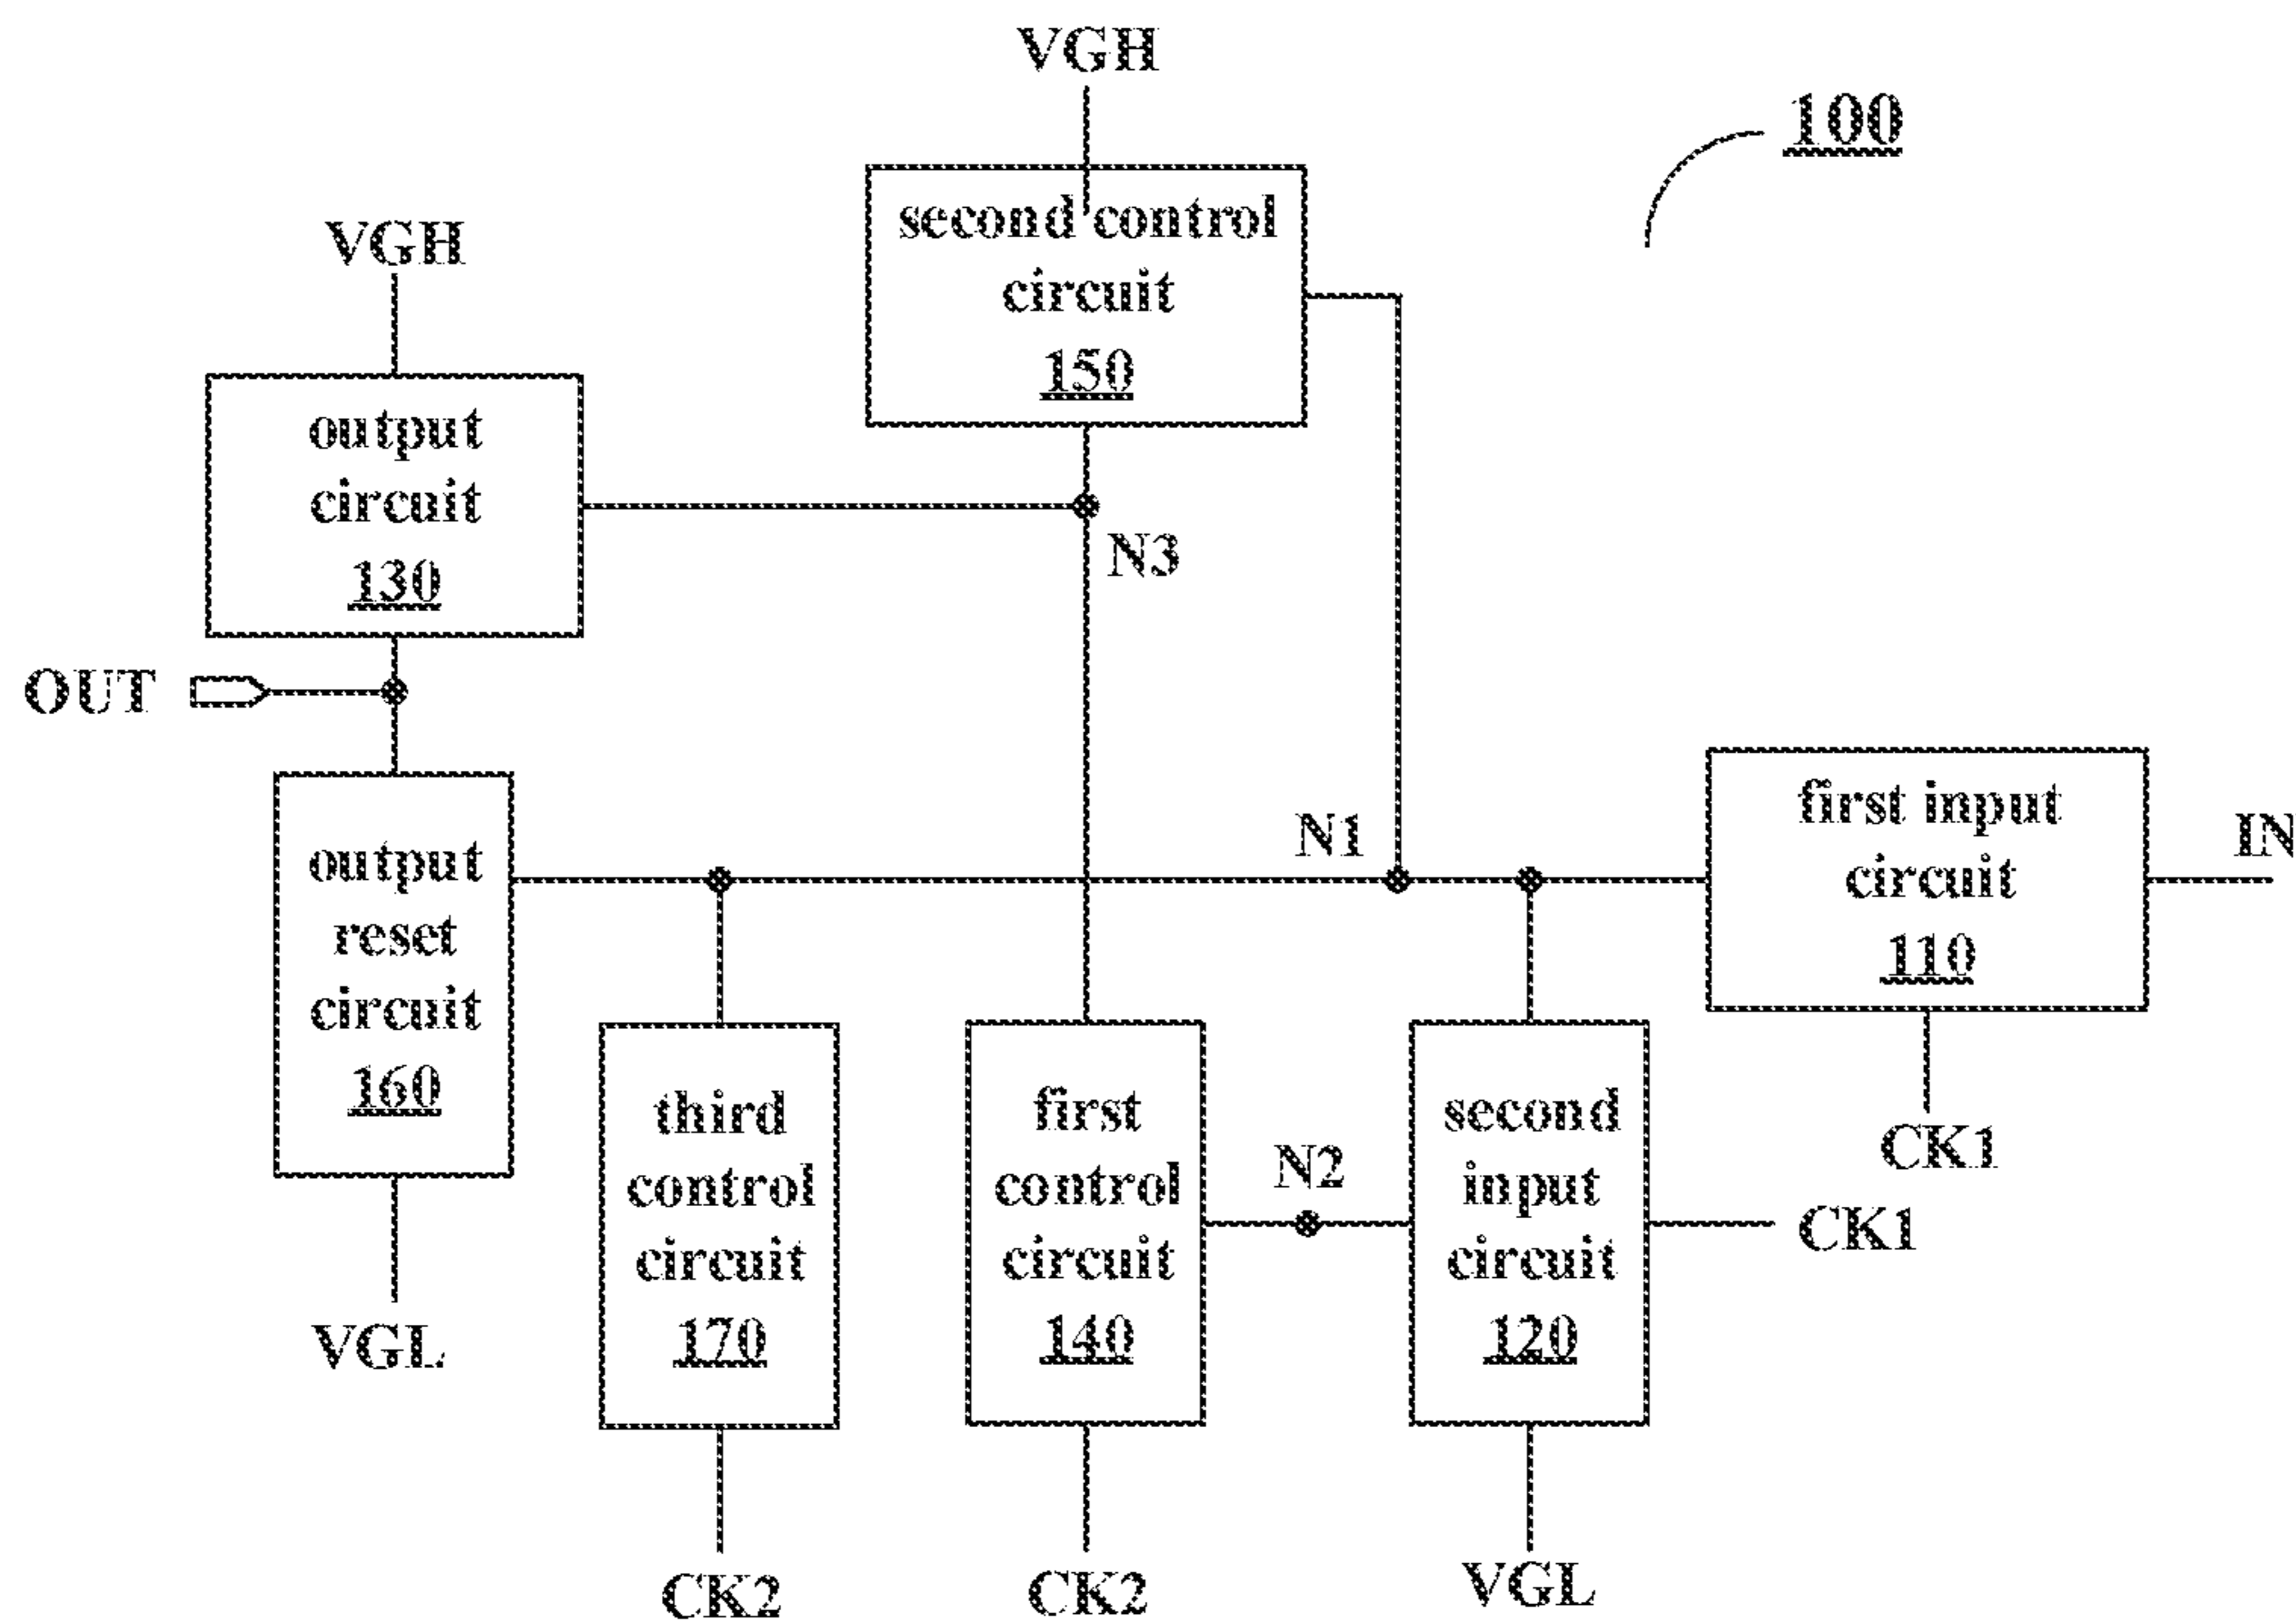 VGH
100
second control
circuit
150
VGH
output
circuit
130
N3
OUT
first input
circuit
110
IN
N1
output
reset
circuit
160
third
control
circuit
170
first
control
circuit
140
N2
second
input
circuit
120
CK1
CK1
VGL
CK2
CK2
VGL